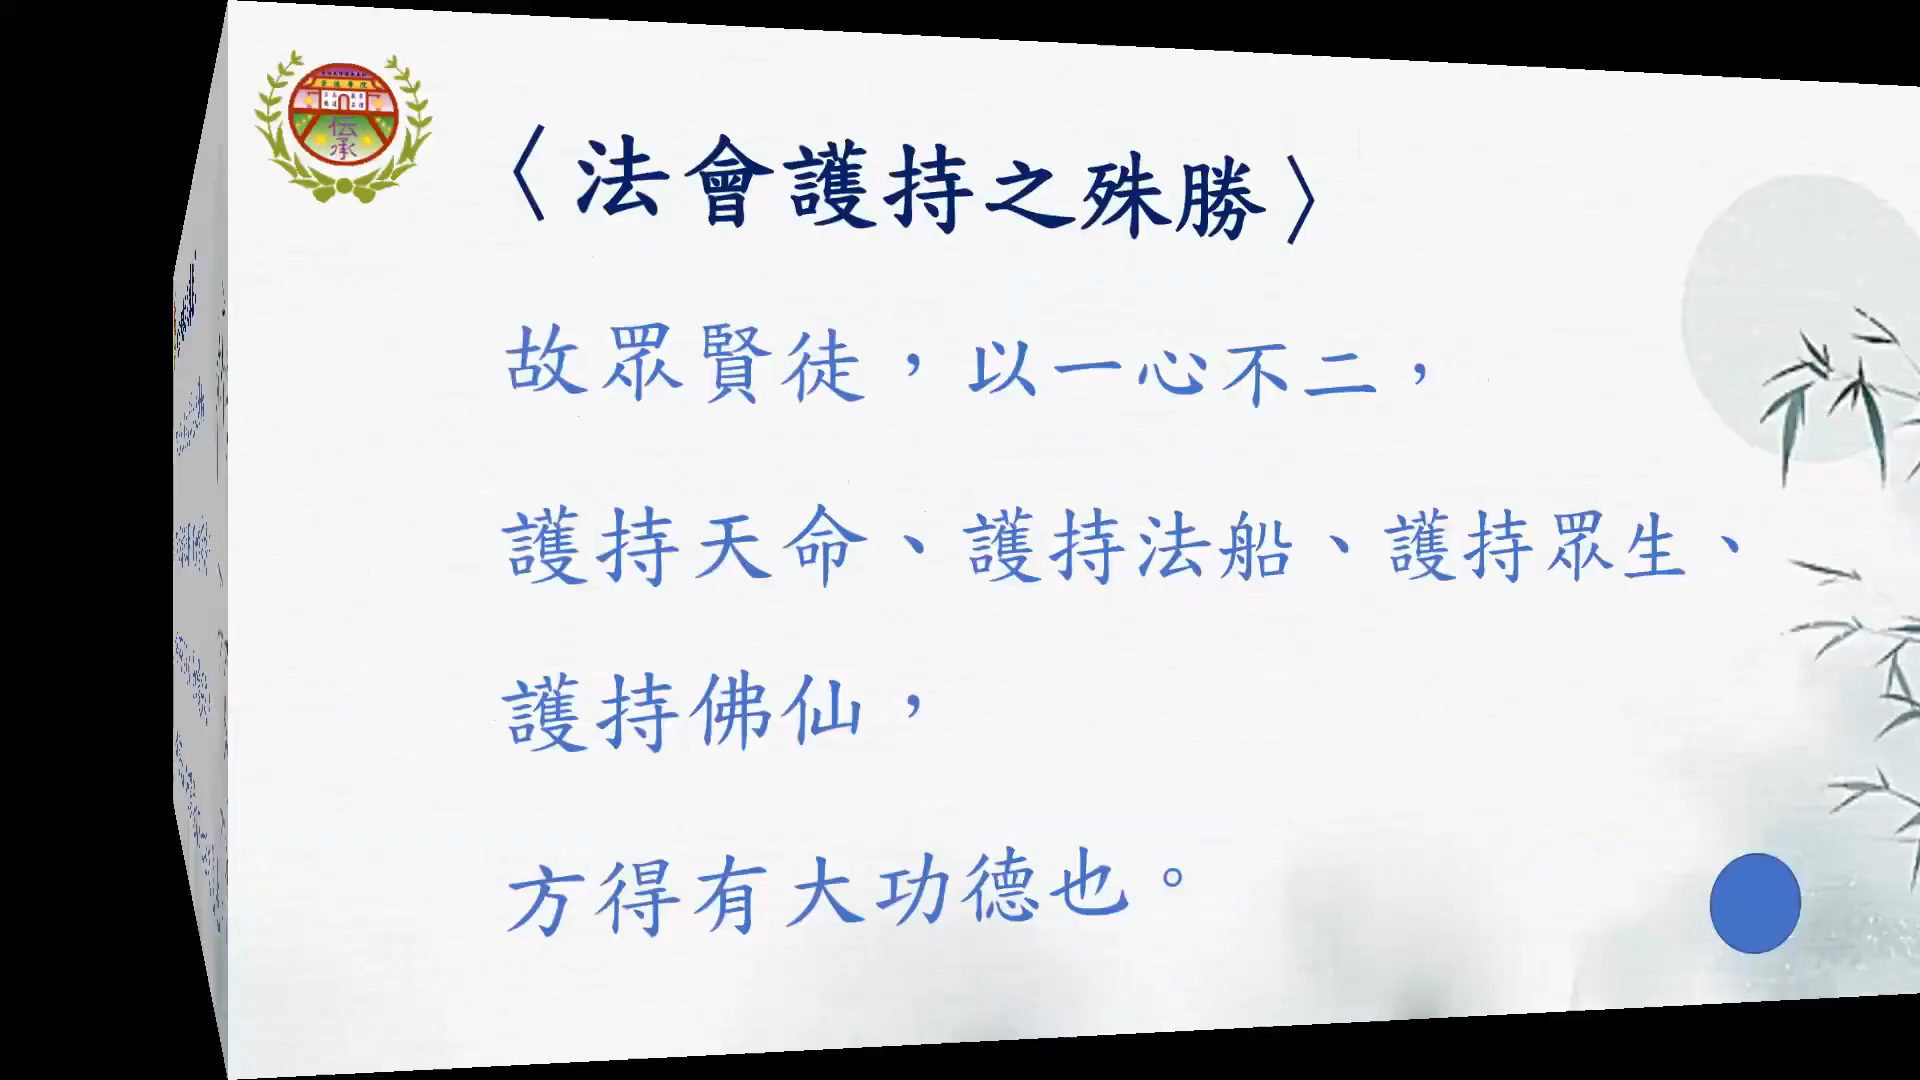 〈法會護持之殊勝〉
故眾賢徒，以一心不二，
護持天命、護持法船、護持眾生、
護持佛仙，
方得有大功德也。
伝承